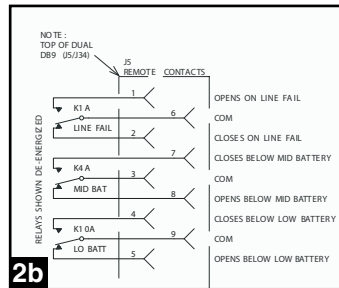 NOTE :
TOP OF DUAL
DB9 (J5/J34)
J5
REMOTE CONTACTS
1 OPENS ON LINE FAIL
K1 A 6 COM
LINE FAIL 2 CLOSES ON LINE FAIL
7 CLOSES BELOW MID BATTERY
K4 A 3 COM
MID BAT 8 OPENS BELOW MID BATTERY
4 CLOSES BELOW LOW BATTERY
K1 0A 9 COM
LO BATT 5 OPENS BELOW LOW BATTERY
RELAYS SHOWN DE-ENERGIZED
2b